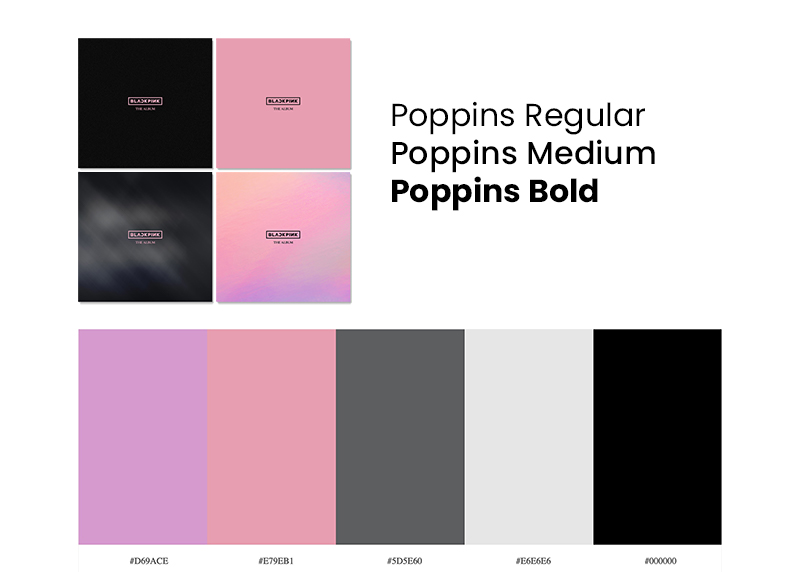 BLACKPINK
THE ALBUM
BLACKPINK
THE ALBUM
BLACKPINK
THE ALBUM
BLACKPINK
THE ALBUM
Poppins Regular
Poppins Medium
Poppins Bold
#D69ACE
#E79EB1
#5D5E60
#E6E6E6
#000000